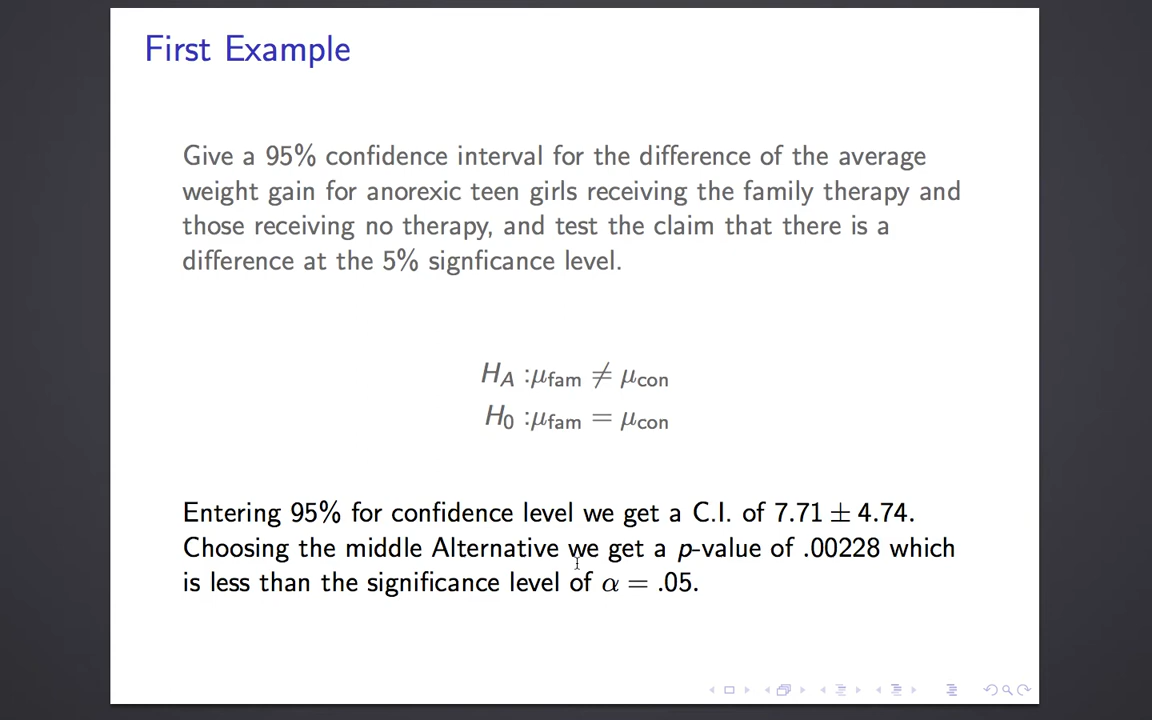 First Example
Give a 95% confidence interval for the difference of the average
weight gain for anorexic teen girls receiving the family therapy and
those receiving no therapy, and test the claim that there is a
difference at the 5% signficance level.
H_A :μ_fam ≠ μ_con
H_0 :μ_fam = μ_con
Entering 95% for confidence level we get a C.I. of 7.71 ± 4.74.
Choosing the middle Alternative we get a p-value of .00228 which
is less than the significance level of α = .05.